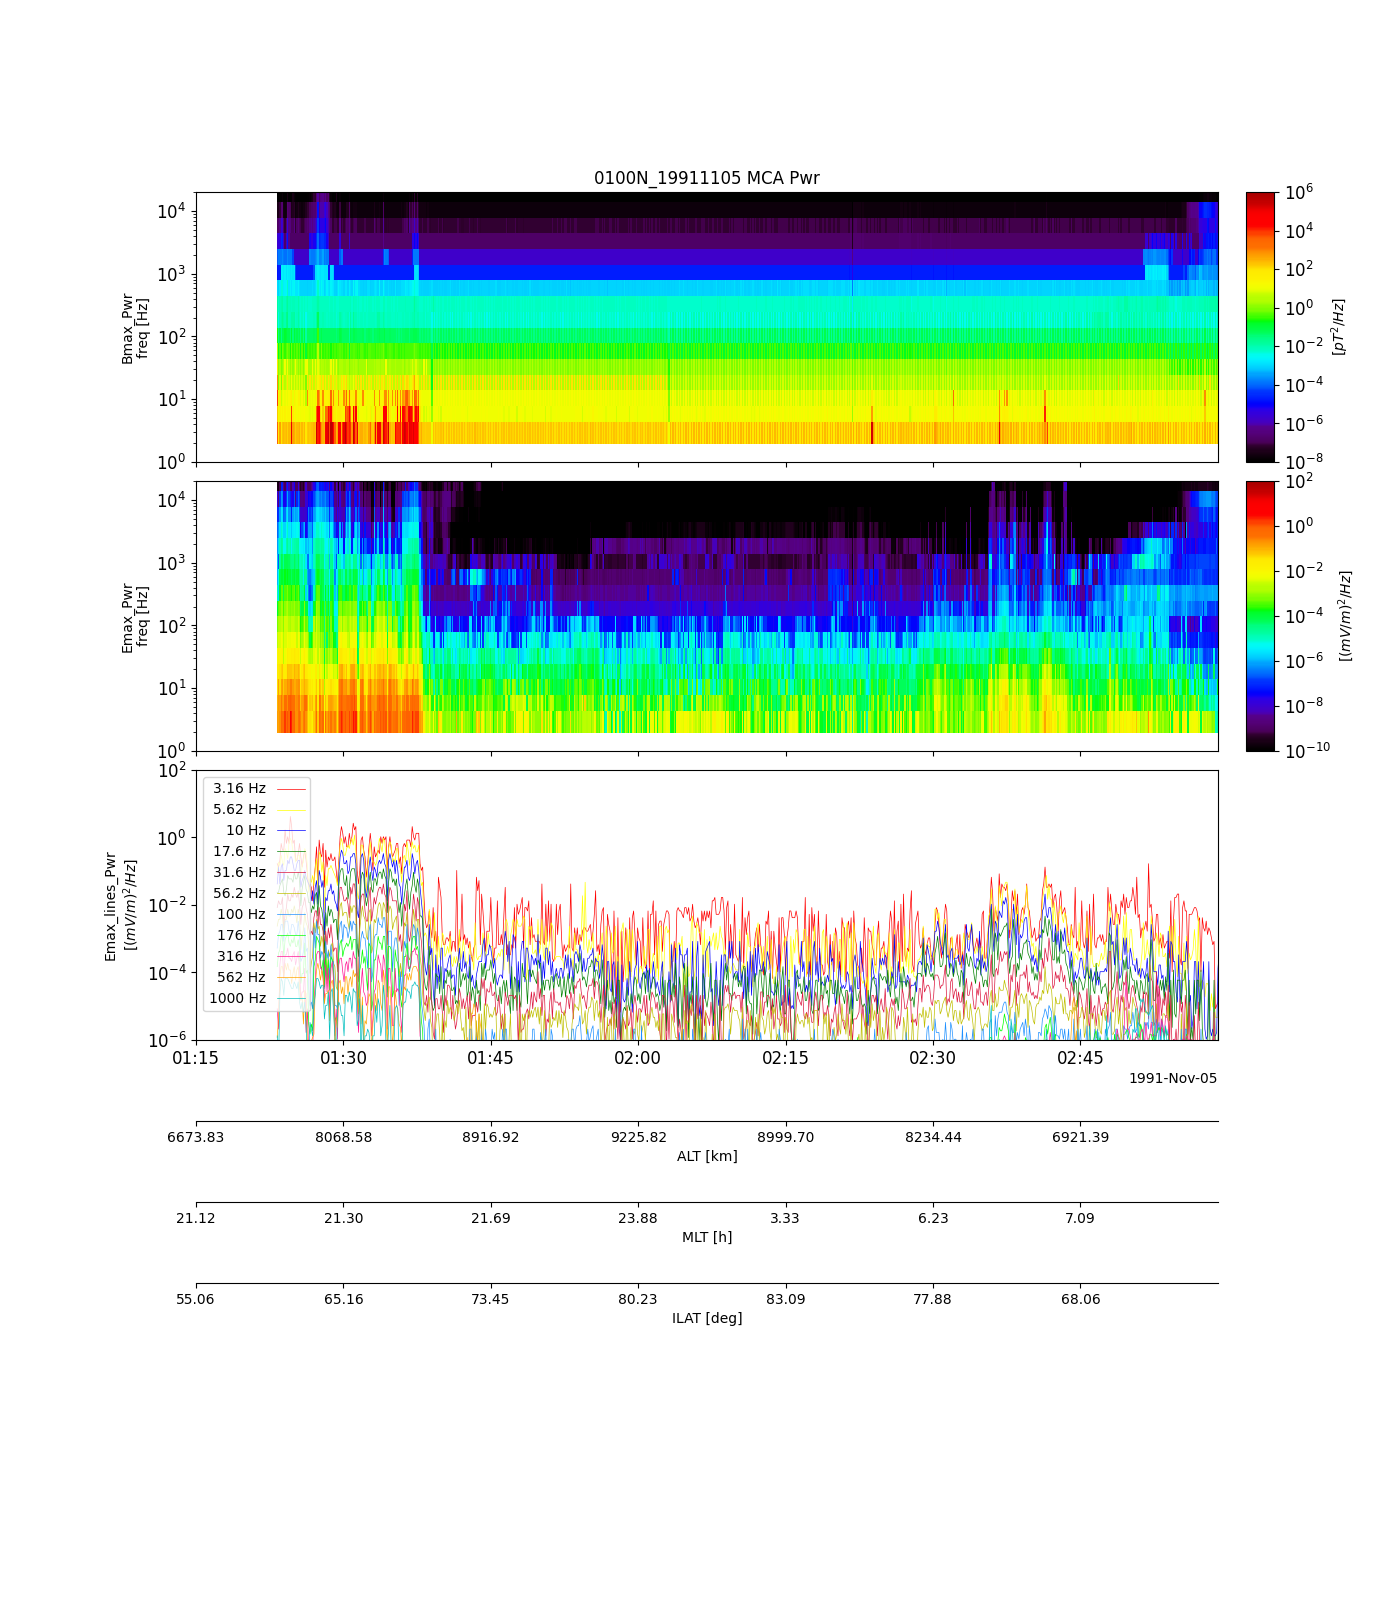 0100N_19911105 MCA Pwr
10^4
10^3
10^2
10^1
10^0
Bmax_Pwr
freq [Hz]
10^6
10^4
10^2
10^0
10^-2
10^-4
10^-6
10^-8
[pT^2/Hz]
10^4
10^3
10^2
10^1
10^0
Emax_Pwr
freq [Hz]
10^2
10^0
10^-2
10^-4
10^-6
10^-8
10^-10
[(mV/m)^2/Hz]
10^2
10^0
10^-2
10^-4
10^-6
Emax_lines_Pwr
[(mV/m)^2/Hz]
3.16 Hz
5.62 Hz
10 Hz
17.6 Hz
31.6 Hz
56.2 Hz
100 Hz
176 Hz
316 Hz
562 Hz
1000 Hz
01:15 01:30 01:45 02:00 02:15 02:30 02:45
1991-Nov-05
6673.83 8068.58 8916.92 9225.82 8999.70 8234.44 6921.39
ALT [km]
21.12 21.30 21.69 23.88 3.33 6.23 7.09
MLT [h]
55.06 65.16 73.45 80.23 83.09 77.88 68.06
ILAT [deg]